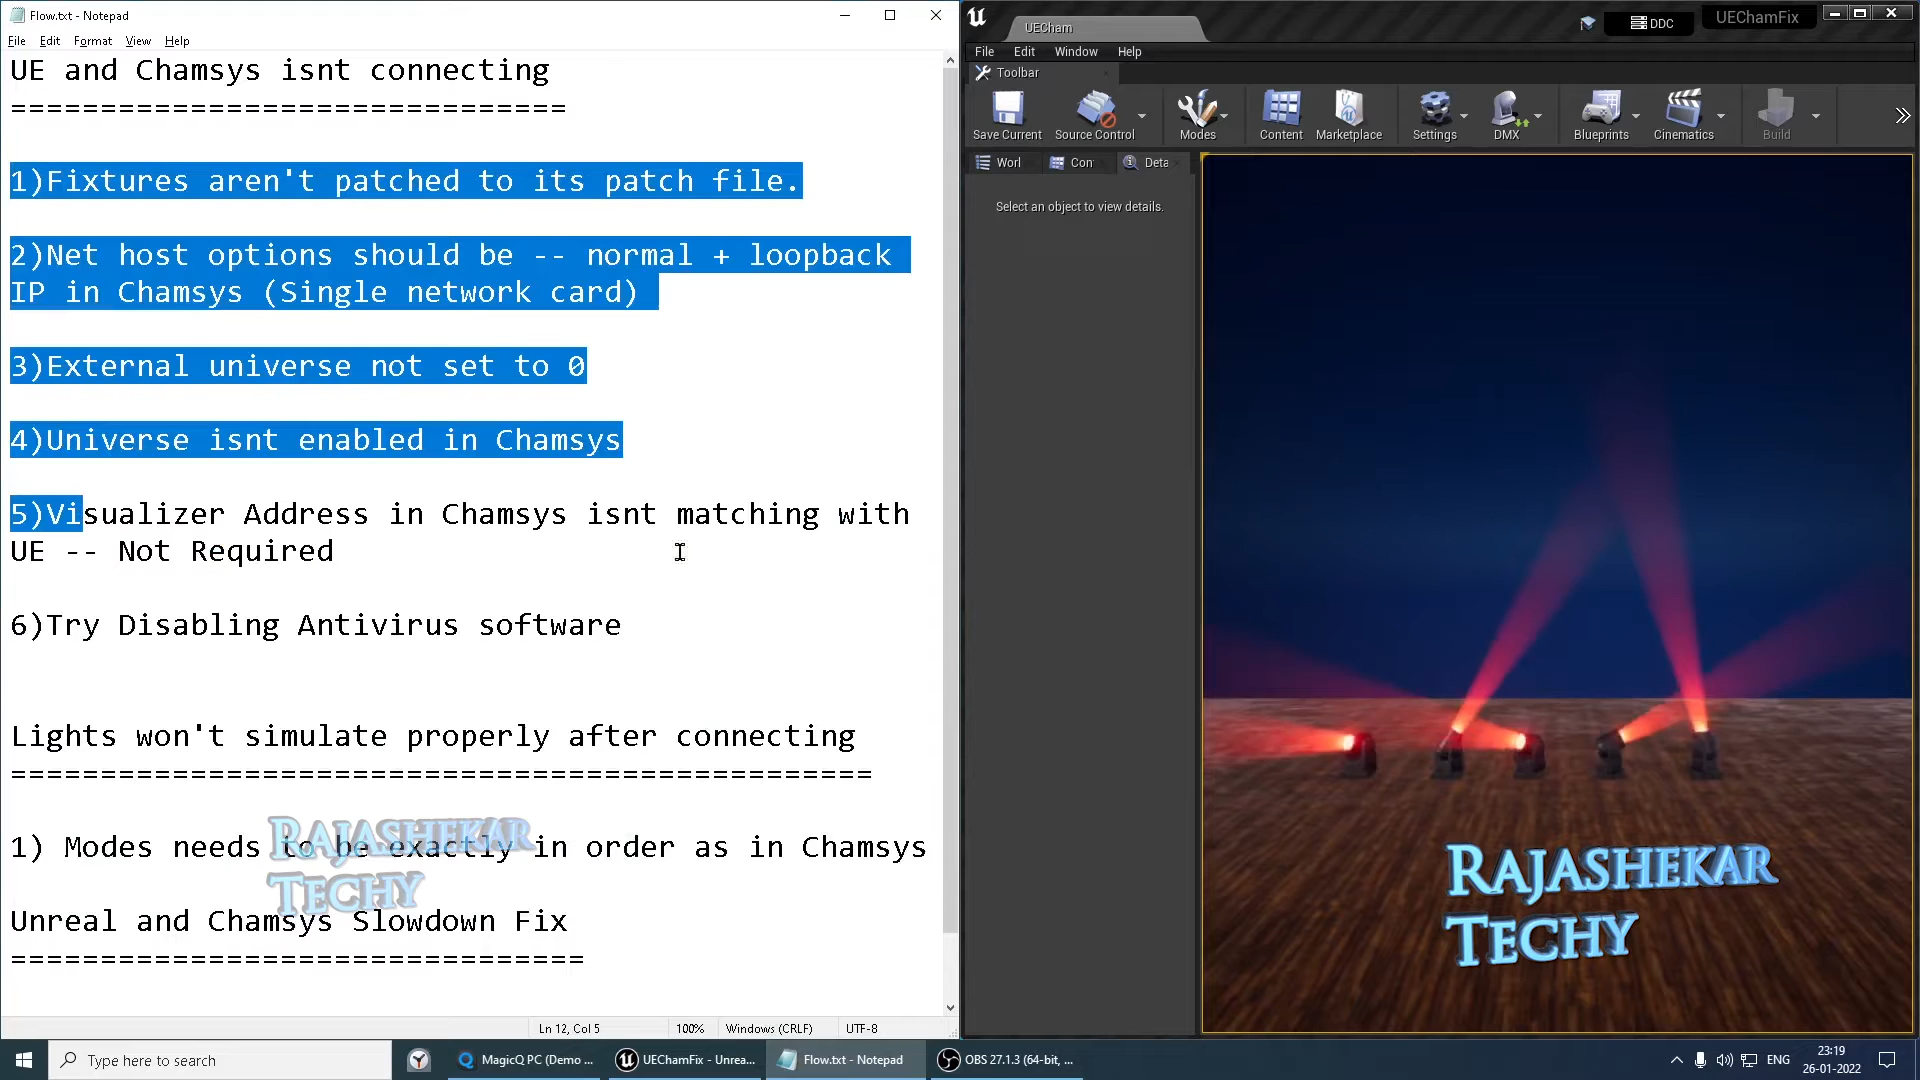 Flow.txt - Notepad
File Edit Format View Help
UE and Chamsys isnt connecting
===============================
1)Fixtures aren't patched to its patch file.
2)Net host options should be -- normal + loopback
IP in Chamsys (Single network card)
3)External universe not set to 0
4)Universe isnt enabled in Chamsys
5)Visualizer Address in Chamsys isnt matching with
UE -- Not Required
6)Try Disabling Antivirus software
Lights won't simulate properly after connecting
================================================
1) Modes needs to be exactly in order as in Chamsys
Unreal and Chamsys Slowdown Fix
================================
RAJASHEKAR
TECHY
Ln 12, Col 5 100% Windows (CRLF) UTF-8
UECham
DDC
UEChamFix
File Edit Window Help
Toolbar
Save Current Source Control Modes Content Marketplace Settings DMX Blueprints Cinematics Build
Worl Con Deta
Select an object to view details.
RAJASHEKAR
TECHY
Type here to search
MagicQ PC (Demo ...
UEChamFix - Unrea...
Flow.txt - Notepad
OBS 27.1.3 (64-bit, ...
ENG
23:19
26-01-2022